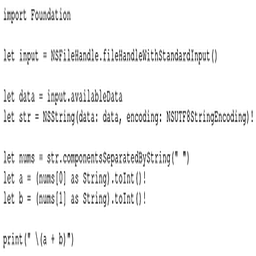 import Foundation
let input = NSFileHandle.fileHandleWithStandardInput()
let data = input.availableData
let str = NSString(data: data, encoding: NSUTF8StringEncoding)!
let nums = str.componentsSeparatedByString(" ")
let a = (nums[0] as String).toInt()!
let b = (nums[1] as String).toInt()!
print(" \(a + b)")